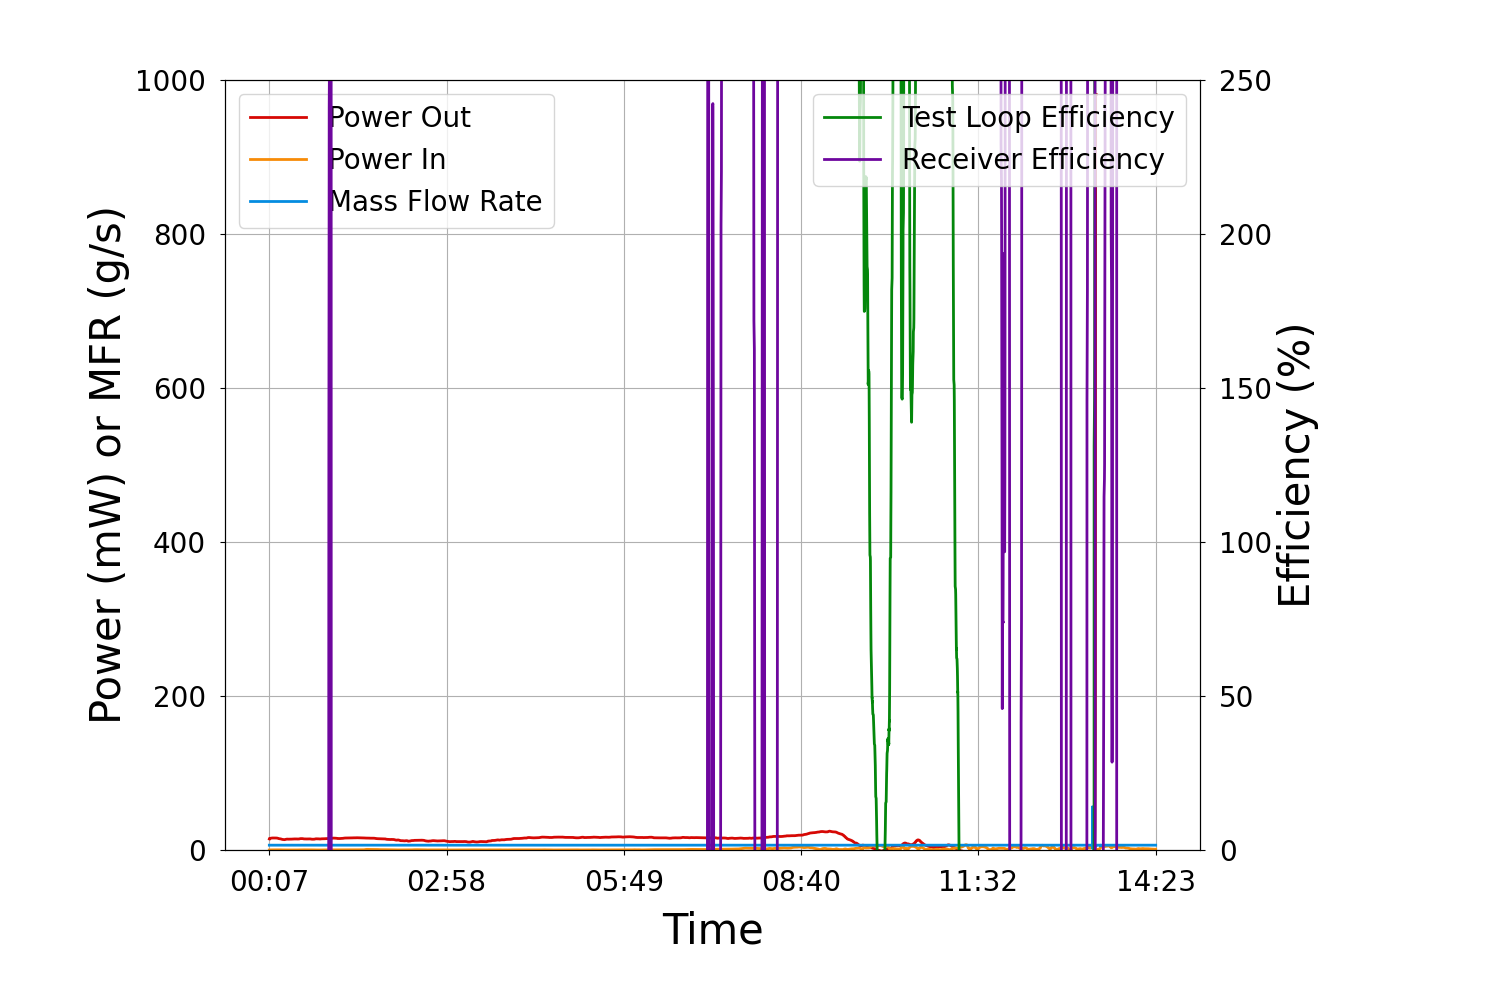 1000
800
600
400
200
0
Power (mW) or MFR (g/s)
Power Out
Power In
Mass Flow Rate
Test Loop Efficiency
Receiver Efficiency
250
200
150
100
50
0
Efficiency (%)
00:07 02:58 05:49 08:40 11:32 14:23
Time